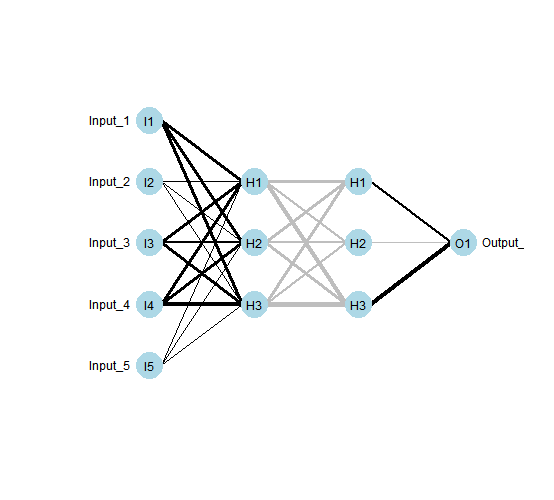 Input_1 I1
Input_2 I2 H1 H1
Input_3 I3 H2 H2 O1 Output_
Input_4 I4 H3 H3
Input_5 I5